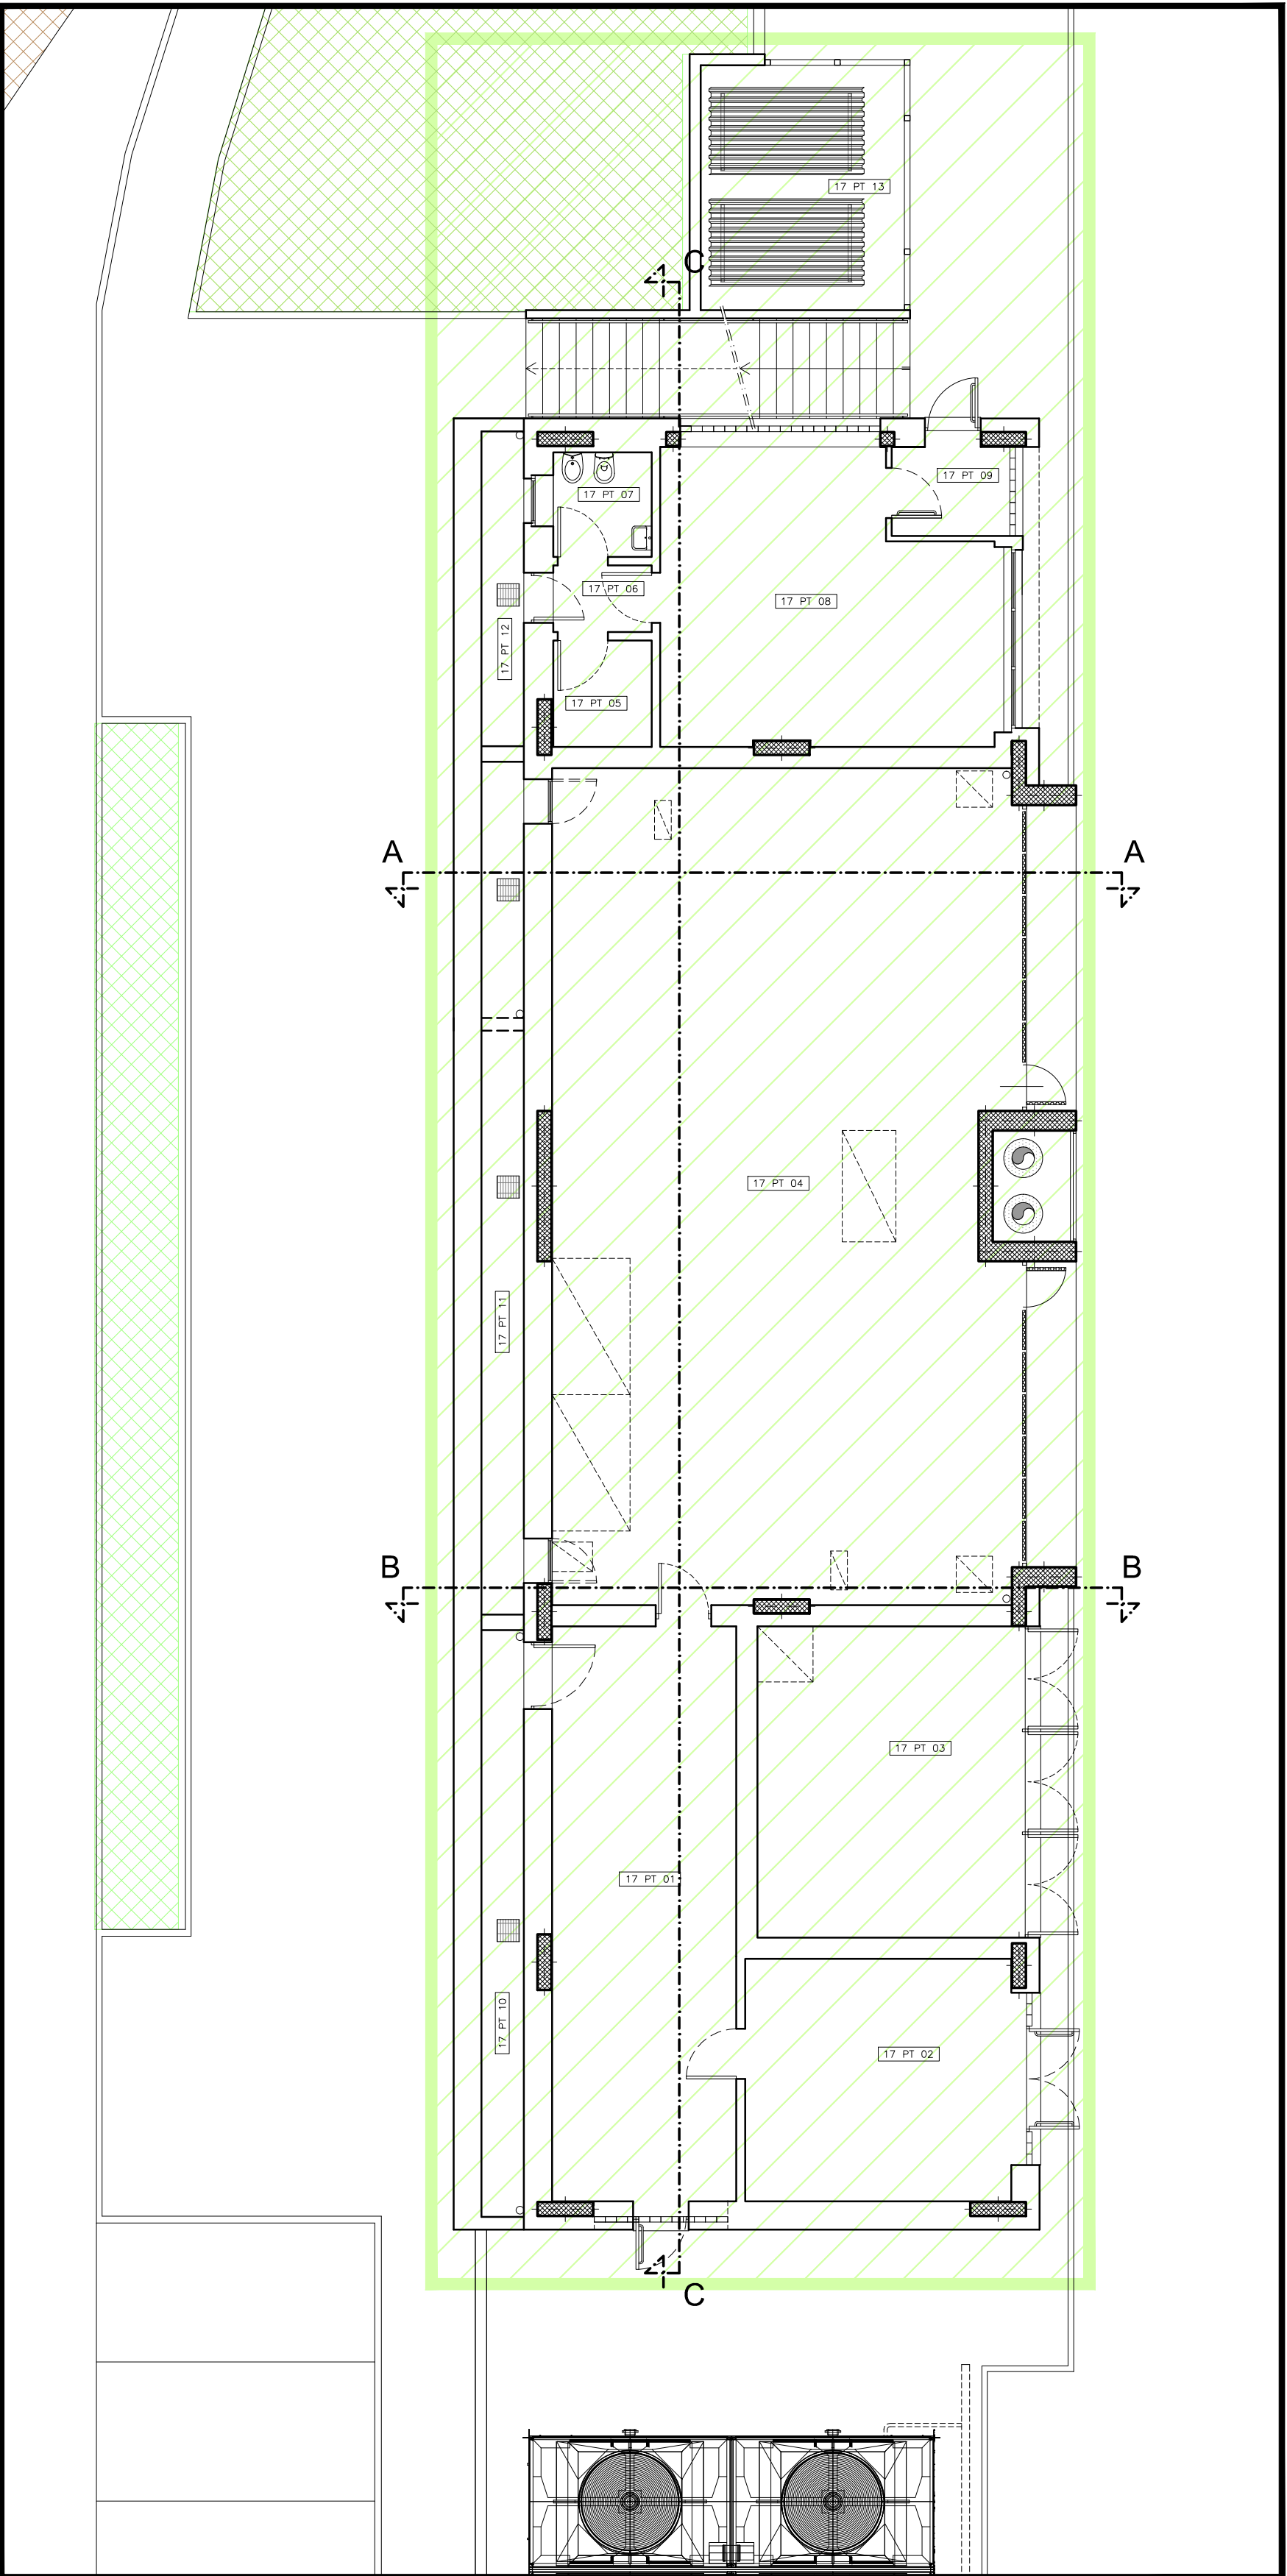 17 PT 13
C
17 PT 09
17 PT 07
17 PT 06
17 PT 08
17 PT 12
17 PT 05
A
A
17 PT 04
17 PT 11
B
B
17 PT 03
17 PT 01
17 PT 10
17 PT 02
C